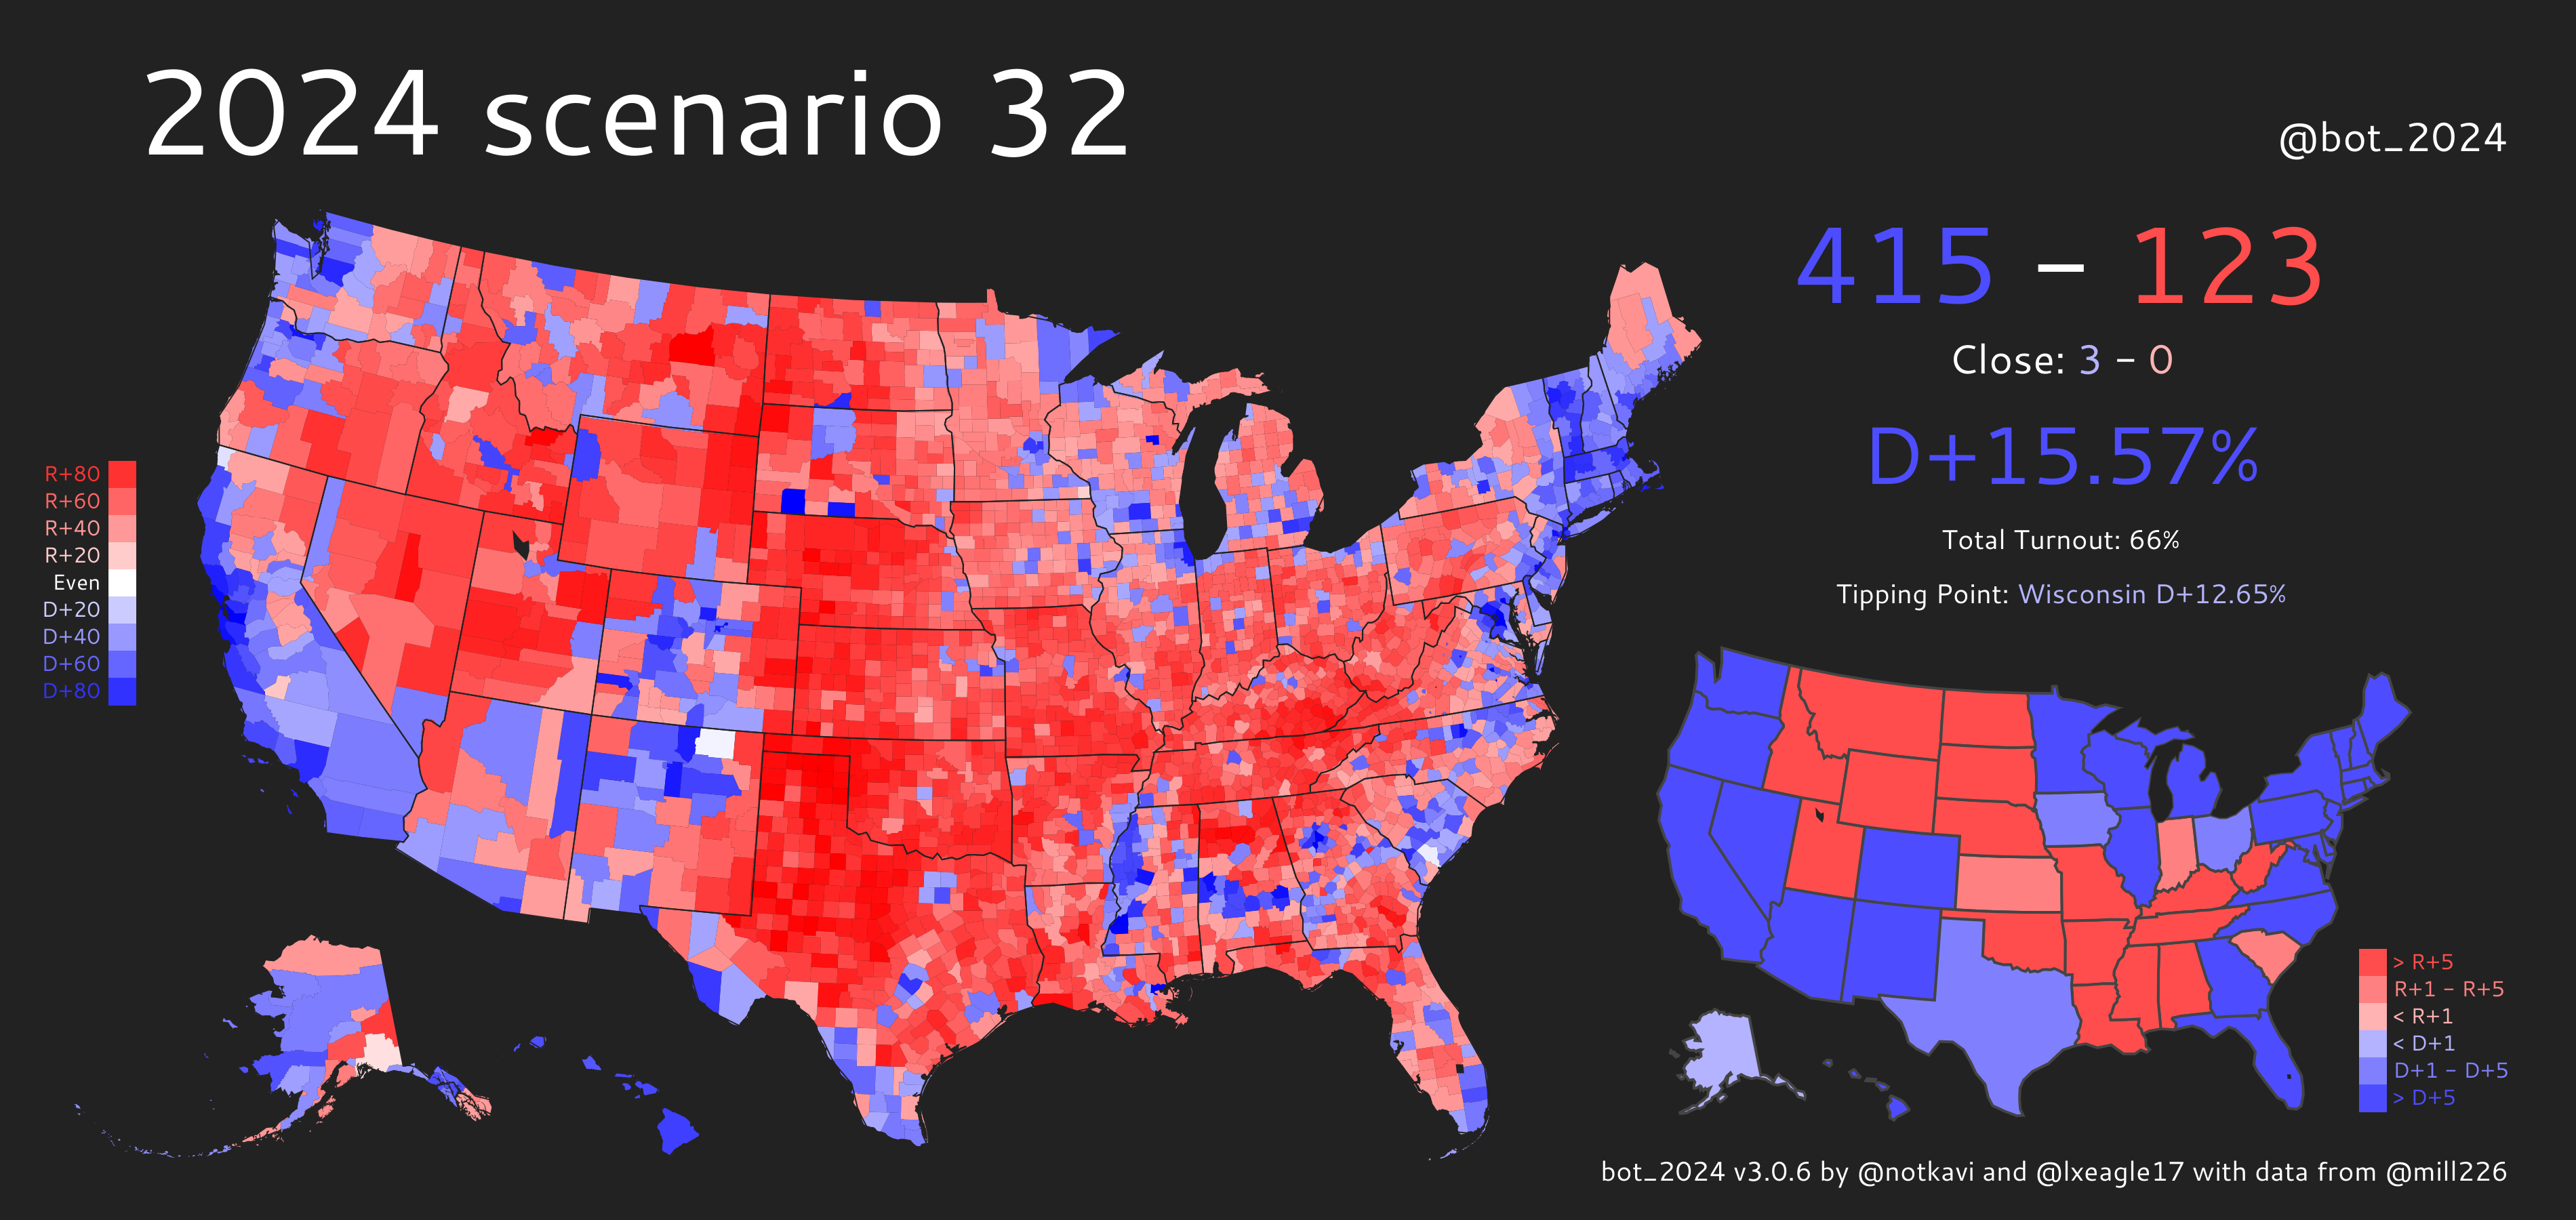 2024 scenario 32
@bot_2024
415 – 123
Close: 3 – 0
D+15.57%
Total Turnout: 66%
Tipping Point: Wisconsin D+12.65%
R+80
R+60
R+40
R+20
Even
D+20
D+40
D+60
D+80
> R+5
R+1 – R+5
< R+1
< D+1
D+1 – D+5
> D+5
bot_2024 v3.0.6 by @notkavi and @lxeagle17 with data from @mill226